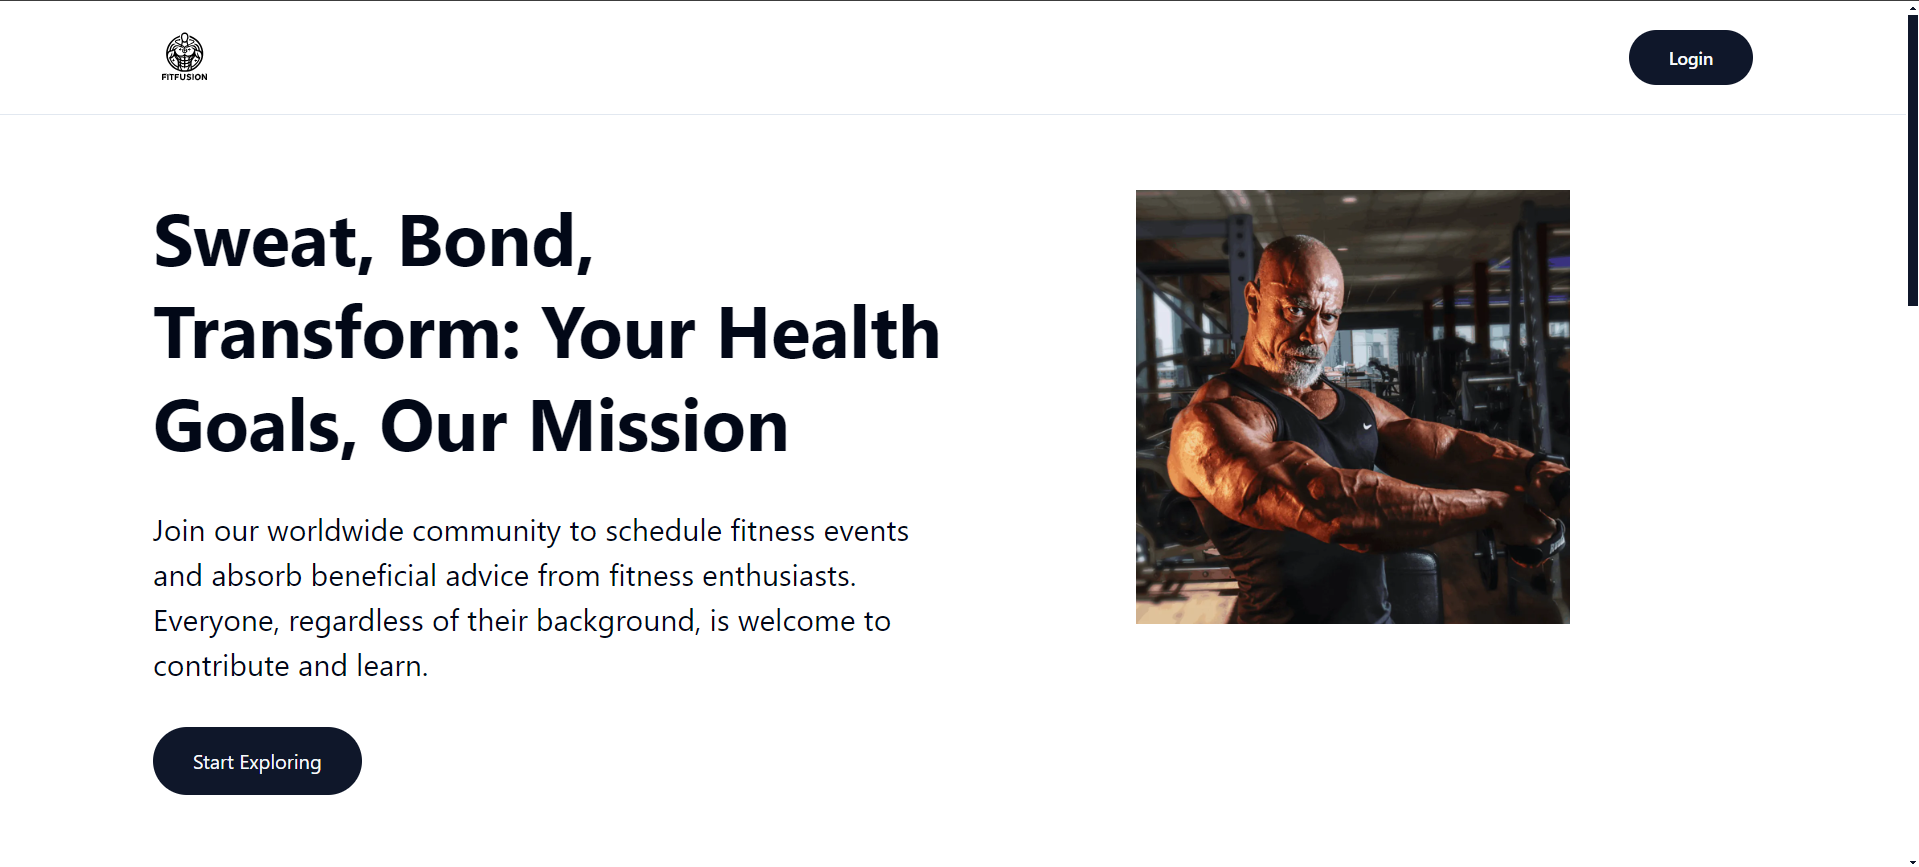 FITFUSION
Login
Sweat, Bond,
Transform: Your Health
Goals, Our Mission
Join our worldwide community to schedule fitness events
and absorb beneficial advice from fitness enthusiasts.
Everyone, regardless of their background, is welcome to
contribute and learn.
Start Exploring